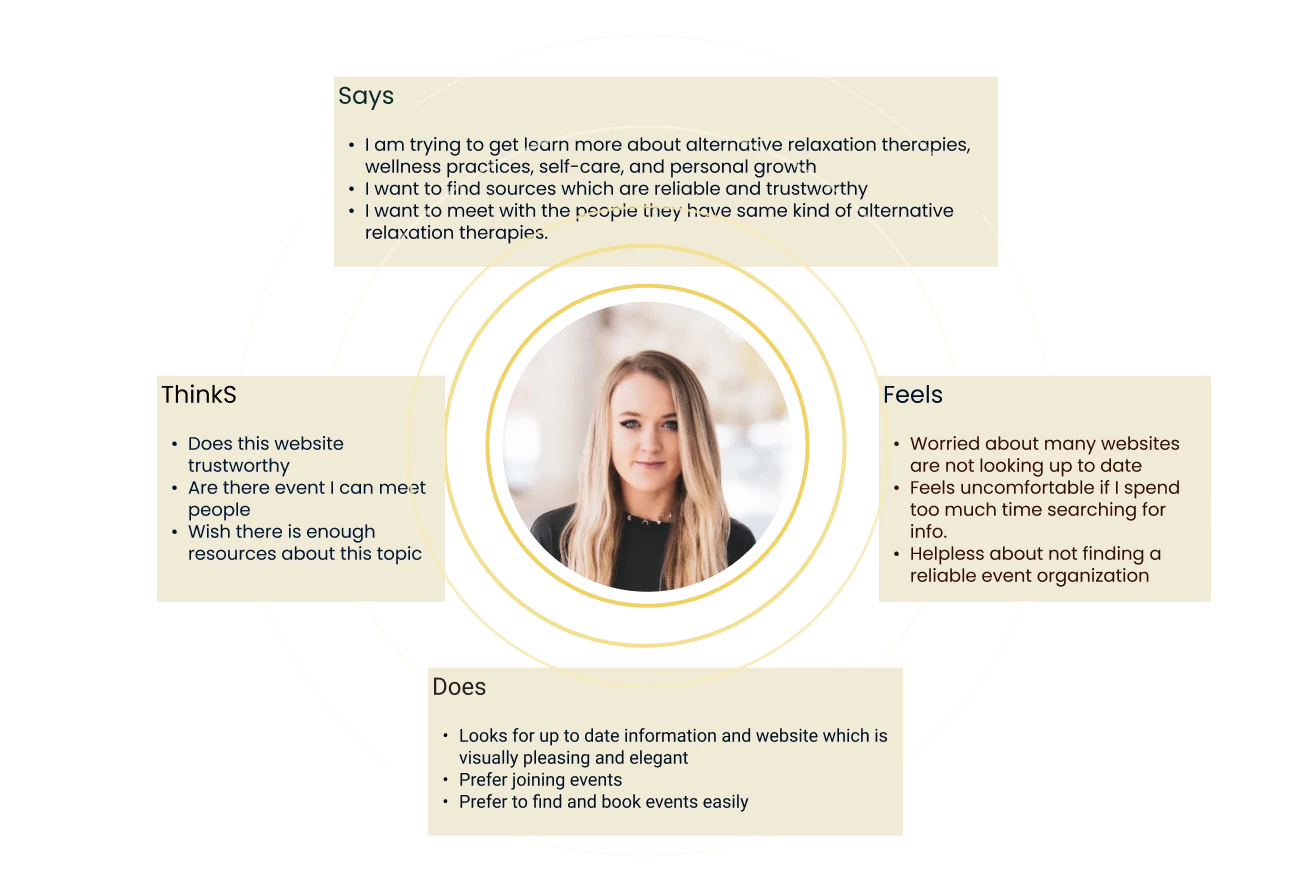 Says
• I am trying to get learn more about alternative relaxation therapies,
wellness practices, self-care, and personal growth
• I want to find sources which are reliable and trustworthy
• I want to meet with the people they have same kind of alternative
relaxation therapies.
ThinkS
• Does this website
trustworthy
• Are there event I can meet
people
• Wish there is enough
resources about this topic
Feels
• Worried about many websites
are not looking up to date
• Feels uncomfortable if I spend
too much time searching for
info.
• Helpless about not finding a
reliable event organization
Does
• Looks for up to date information and website which is
visually pleasing and elegant
• Prefer joining events
• Prefer to find and book events easily